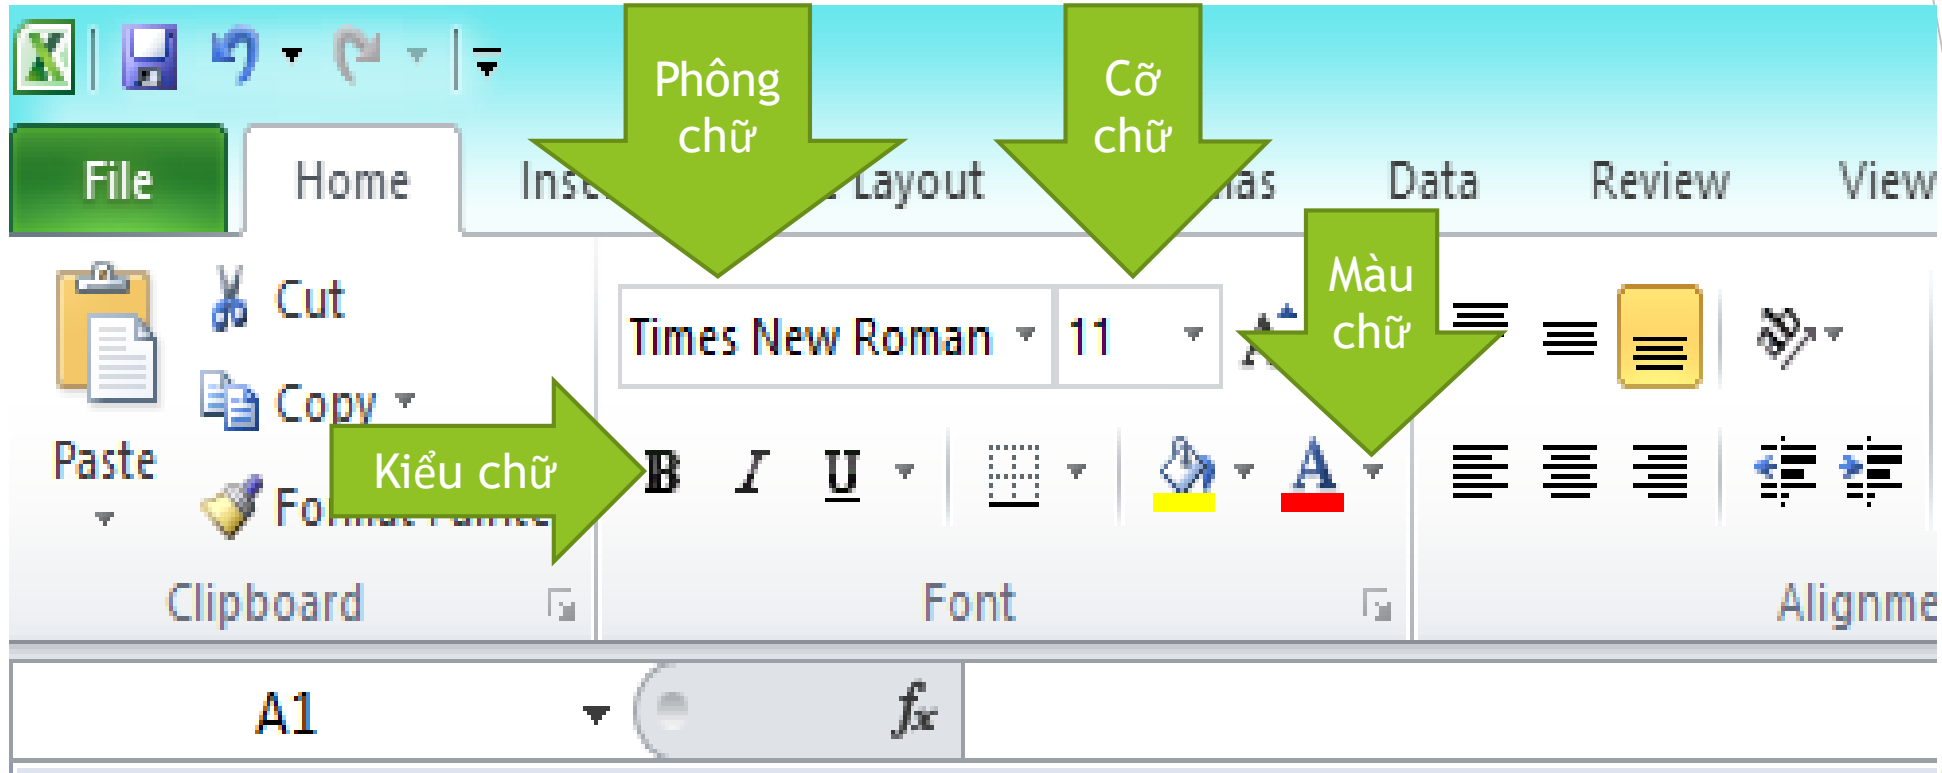 Phông
chữ
Cỡ
chữ
File Home Layout Data Review View
Màu
chữ
Cut
Times New Roman 11
Copy
Paste
Kiểu chữ
B I U A
Clipboard Font
A1 fx